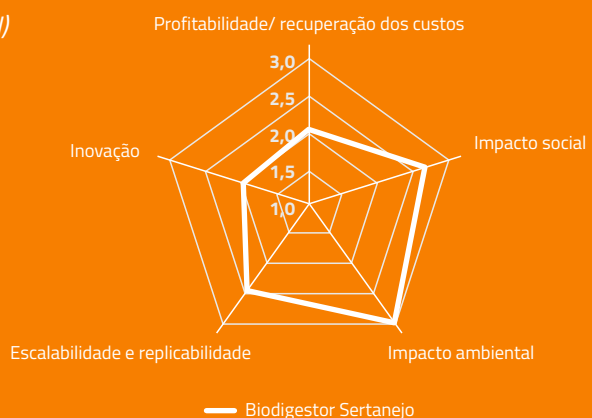 Profitabilidade/ recuperação dos custos
3,0
2,5
2,0
1,5
1,0
Inovação
Impacto social
Escalabilidade e replicabilidade
Impacto ambiental
Biodigestor Sertanejo